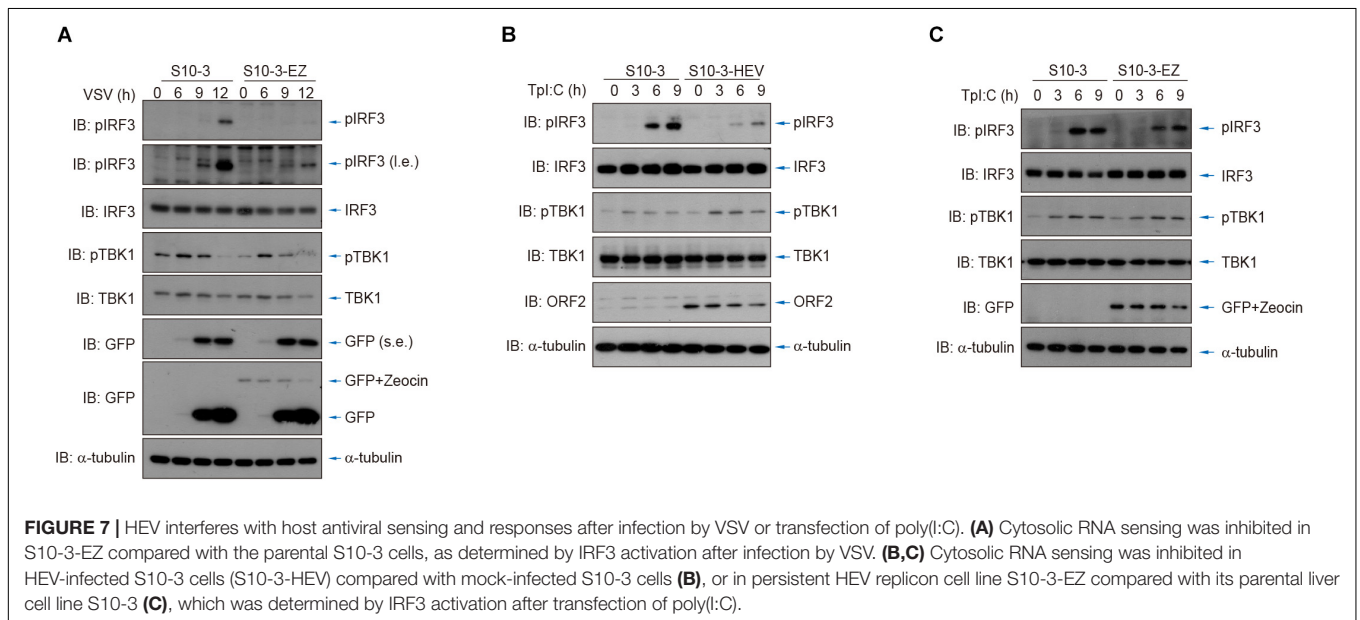 A
S10-3 S10-3-EZ
VSV (h) 0 6 9 12 0 6 9 12
IB: pIRF3 pIRF3
IB: pIRF3 pIRF3 (l.e.)
IB: IRF3 IRF3
IB: pTBK1 pTBK1
IB: TBK1 TBK1
IB: GFP GFP (s.e.)
GFP+Zeocin
IB: GFP
GFP
IB: α-tubulin α-tubulin
B
S10-3 S10-3-HEV
TpI:C (h) 0 3 6 9 0 3 6 9
IB: pIRF3 pIRF3
IB: IRF3 IRF3
IB: pTBK1 pTBK1
IB: TBK1 TBK1
IB: ORF2 ORF2
IB: α-tubulin α-tubulin
C
S10-3 S10-3-EZ
TpI:C (h) 0 3 6 9 0 3 6 9
IB: pIRF3 pIRF3
IB: IRF3 IRF3
IB: pTBK1 pTBK1
IB: TBK1 TBK1
IB: GFP GFP+Zeocin
IB: α-tubulin α-tubulin
FIGURE 7 | HEV interferes with host antiviral sensing and responses after infection by VSV or transfection of poly(I:C). (A) Cytosolic RNA sensing was inhibited in
S10-3-EZ compared with the parental S10-3 cells, as determined by IRF3 activation after infection by VSV. (B,C) Cytosolic RNA sensing was inhibited in
HEV-infected S10-3 cells (S10-3-HEV) compared with mock-infected S10-3 cells (B), or in persistent HEV replicon cell line S10-3-EZ compared with its parental liver
cell line S10-3 (C), which was determined by IRF3 activation after transfection of poly(I:C).